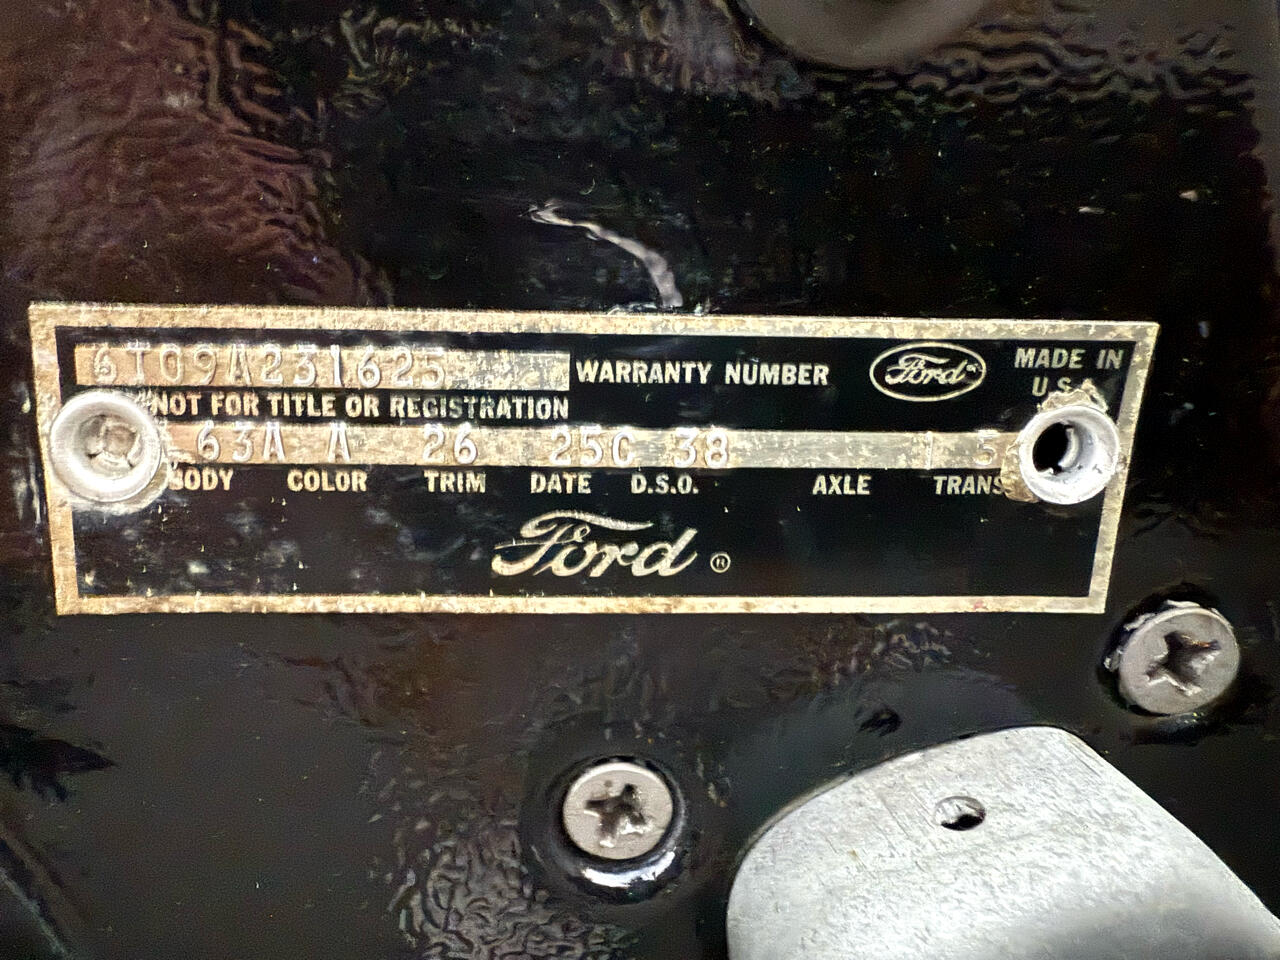 6T09A231625 WARRANTY NUMBER Ford MADE IN
NOT FOR TITLE OR REGISTRATION U.S.
63A A 26 25G 38 5
BODY COLOR TRIM DATE D.S.O. AXLE TRANS
Ford ®